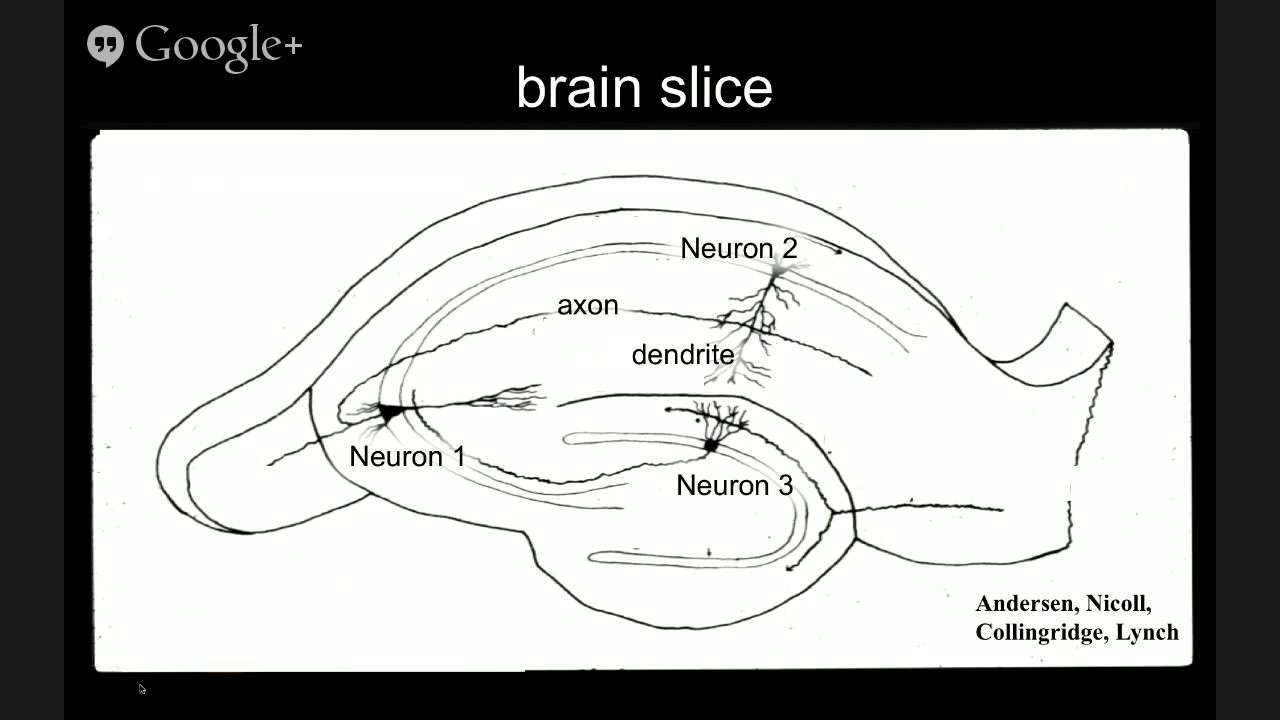 Google+
brain slice
Neuron 2
axon
dendrite
Neuron 1
Neuron 3
Andersen, Nicoll,
Collingridge, Lynch